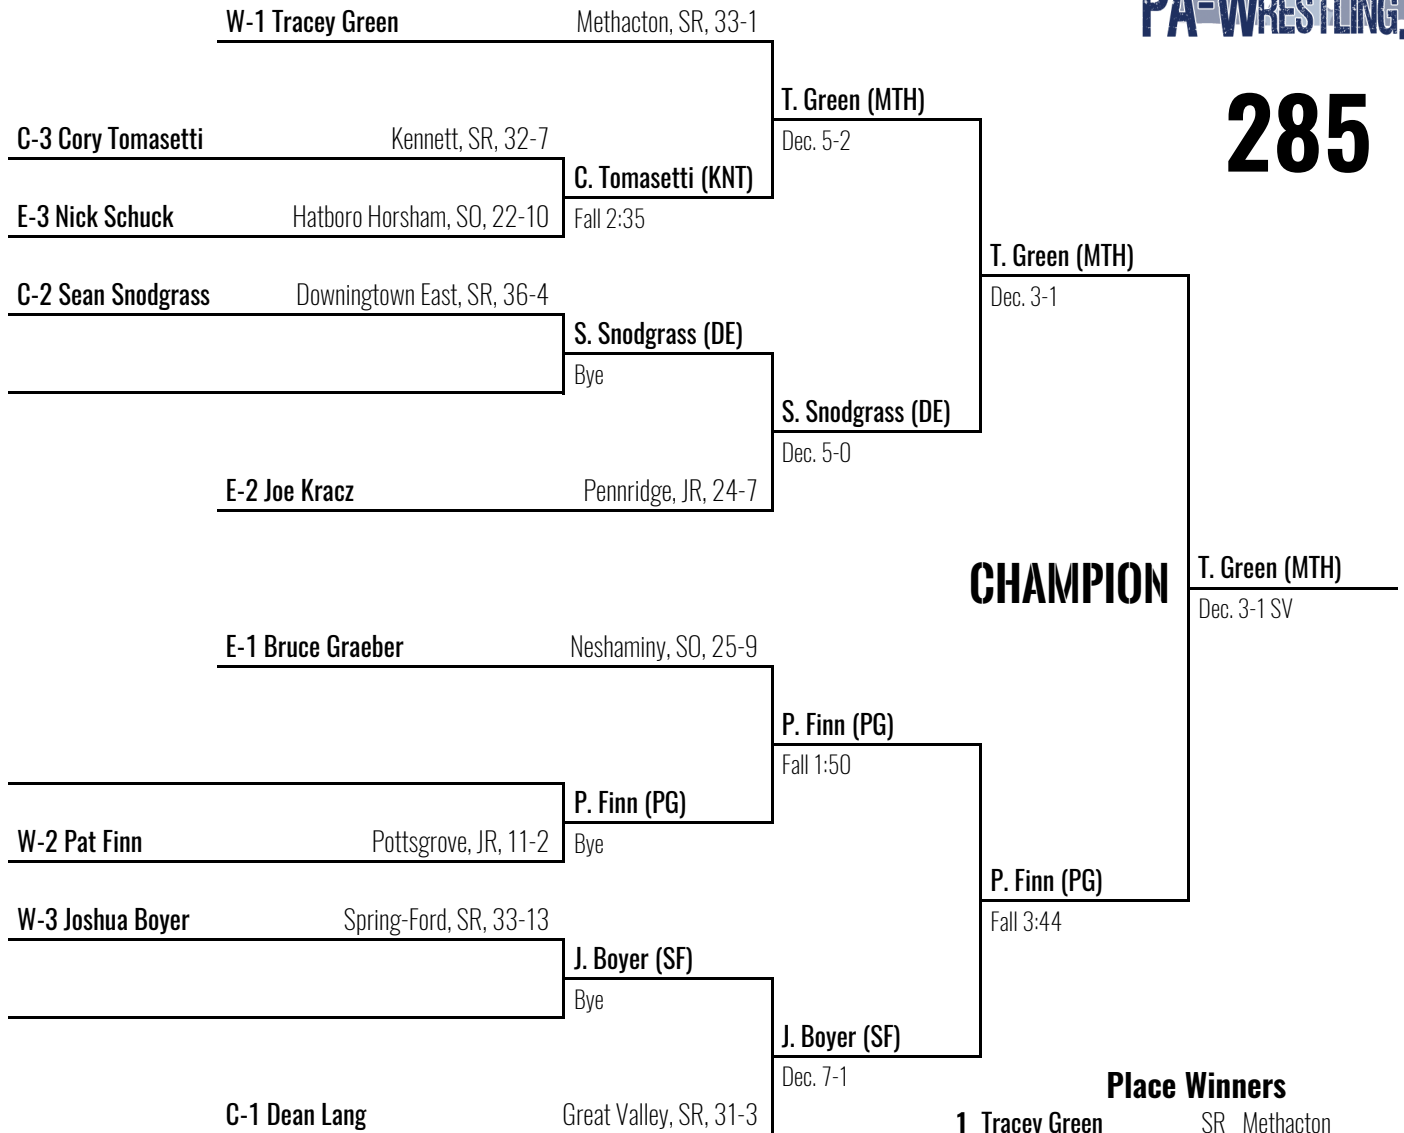 PA-WRESTLING.
W-1 Tracey Green Methacton, SR, 33-1
T. Green (MTH)
285
C-3 Cory Tomasetti Kennett, SR, 32-7
Dec. 5-2
C. Tomasetti (KNT)
E-3 Nick Schuck Hatboro Horsham, SO, 22-10
Fall 2:35
T. Green (MTH)
C-2 Sean Snodgrass Downingtown East, SR, 36-4
Dec. 3-1
S. Snodgrass (DE)
Bye
S. Snodgrass (DE)
Dec. 5-0
E-2 Joe Kracz Pennridge, JR, 24-7
CHAMPION
T. Green (MTH)
Dec. 3-1 SV
E-1 Bruce Graeber Neshaminy, SO, 25-9
P. Finn (PG)
Fall 1:50
P. Finn (PG)
W-2 Pat Finn Pottsgrove, JR, 11-2
Bye
P. Finn (PG)
W-3 Joshua Boyer Spring-Ford, SR, 33-13
Fall 3:44
J. Boyer (SF)
Bye
J. Boyer (SF)
Dec. 7-1
Place Winners
C-1 Dean Lang Great Valley, SR, 31-3
1 Tracey Green SR Methacton